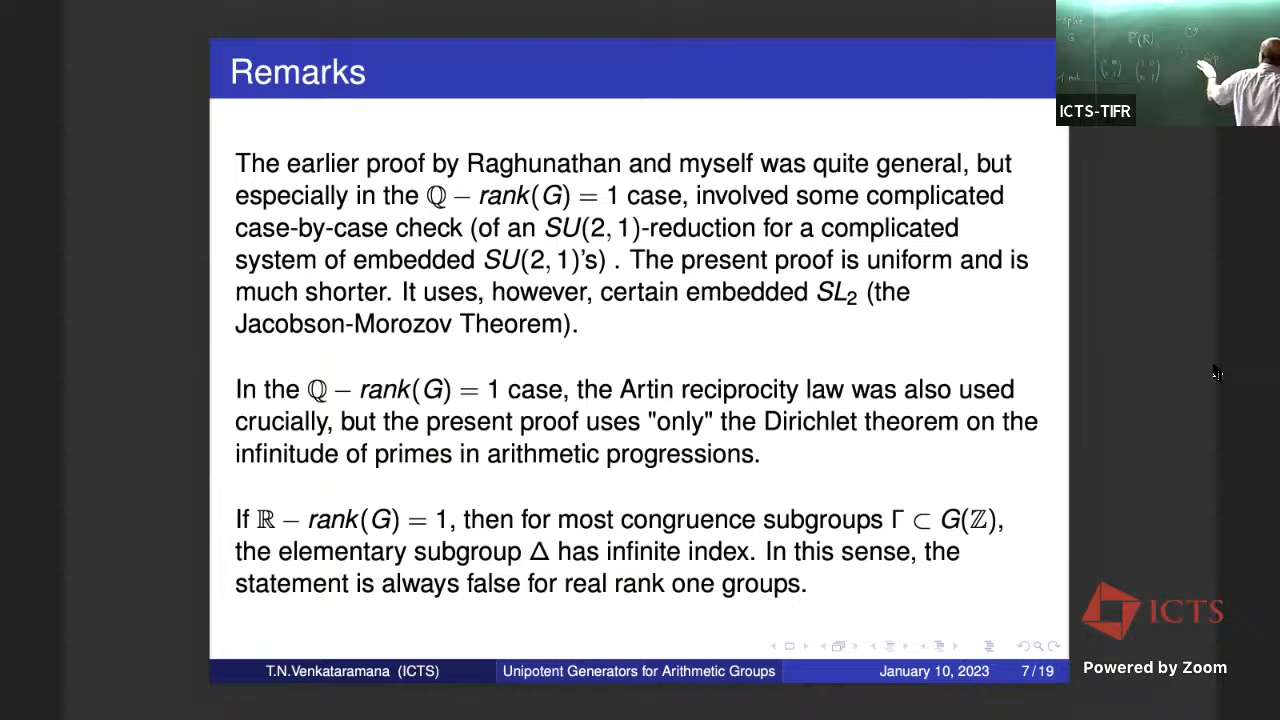 Remarks
The earlier proof by Raghunathan and myself was quite general, but
especially in the ℚ − rank(G) = 1 case, involved some complicated
case-by-case check (of an SU(2, 1)-reduction for a complicated
system of embedded SU(2, 1)'s) . The present proof is uniform and is
much shorter. It uses, however, certain embedded SL₂ (the
Jacobson-Morozov Theorem).
In the ℚ − rank(G) = 1 case, the Artin reciprocity law was also used
crucially, but the present proof uses "only" the Dirichlet theorem on the
infinitude of primes in arithmetic progressions.
If ℝ − rank(G) = 1, then for most congruence subgroups Γ ⊂ G(ℤ),
the elementary subgroup Δ has infinite index. In this sense, the
statement is always false for real rank one groups.
T.N.Venkataramana (ICTS) Unipotent Generators for Arithmetic Groups January 10, 2023 7 / 19
ICTS-TIFR
ICTS
Powered by Zoom